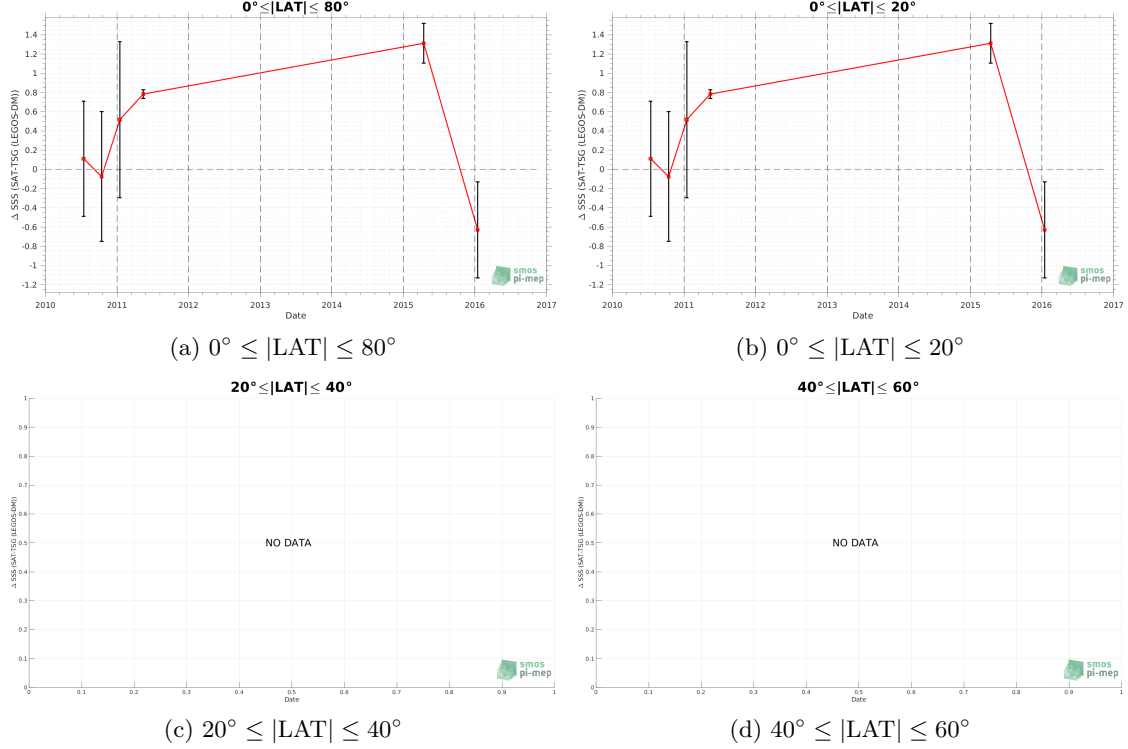 0°≤|LAT|≤ 80°
Δ SSS (SAT-TSG (LEGOS-DM))
1.4
1.2
1
0.8
0.6
0.4
0.2
0
-0.2
-0.4
-0.6
-0.8
-1
-1.2
2010 2011 2012 2013 2014 2015 2016 2017
Date
smos
pi-mep
(a) 0° ≤ |LAT| ≤ 80°
0°≤|LAT|≤ 20°
Δ SSS (SAT-TSG (LEGOS-DM))
1.4
1.2
1
0.8
0.6
0.4
0.2
0
-0.2
-0.4
-0.6
-0.8
-1
-1.2
2010 2011 2012 2013 2014 2015 2016 2017
Date
smos
pi-mep
(b) 0° ≤ |LAT| ≤ 20°
20°≤|LAT|≤ 40°
Δ SSS (SAT-TSG (LEGOS-DM))
1
0.9
0.8
0.7
0.6
0.5
0.4
0.3
0.2
0.1
0
NO DATA
0 0.1 0.2 0.3 0.4 0.5 0.6 0.7 0.8 0.9 1
Date
smos
pi-mep
(c) 20° ≤ |LAT| ≤ 40°
40°≤|LAT|≤ 60°
Δ SSS (SAT-TSG (LEGOS-DM))
1
0.9
0.8
0.7
0.6
0.5
0.4
0.3
0.2
0.1
0
NO DATA
0 0.1 0.2 0.3 0.4 0.5 0.6 0.7 0.8 0.9 1
Date
smos
pi-mep
(d) 40° ≤ |LAT| ≤ 60°